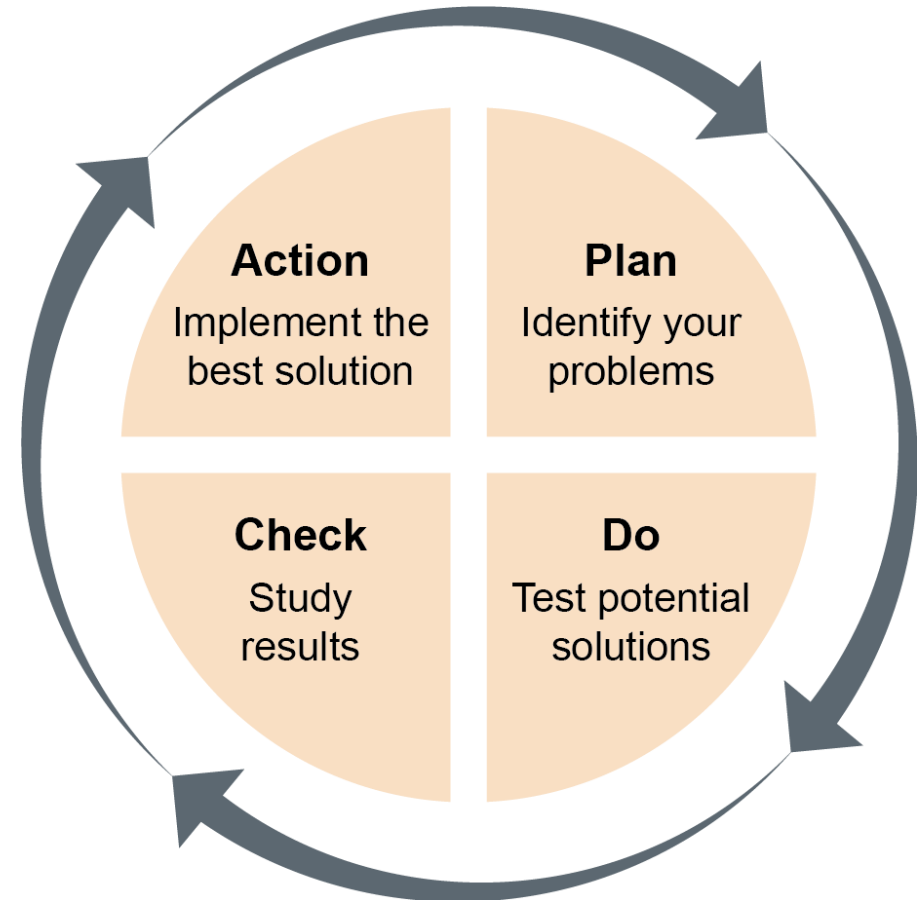 Action
Implement the
best solution
Plan
Identify your
problems
Check
Study
results
Do
Test potential
solutions